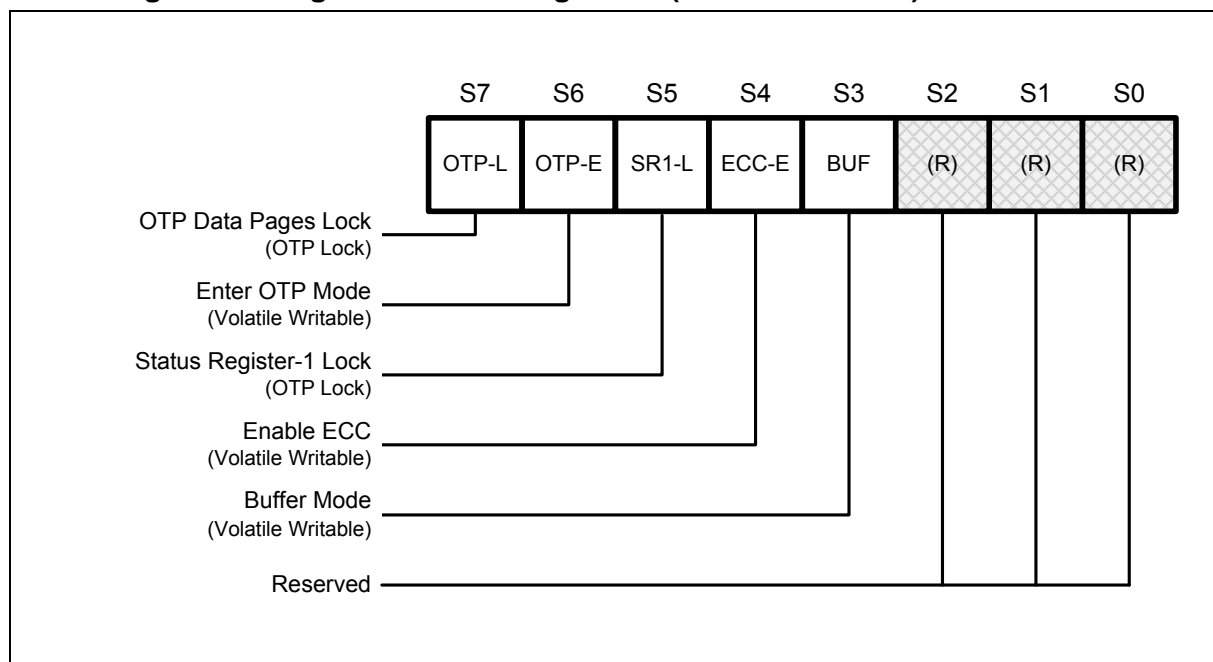 S7 S6 S5 S4 S3 S2 S1 S0
OTP-L OTP-E SR1-L ECC-E BUF (R) (R) (R)
OTP Data Pages Lock
(OTP Lock)
Enter OTP Mode
(Volatile Writable)
Status Register-1 Lock
(OTP Lock)
Enable ECC
(Volatile Writable)
Buffer Mode
(Volatile Writable)
Reserved